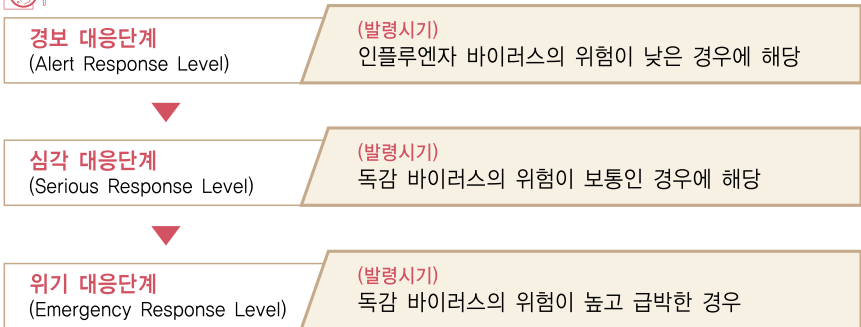 경보 대응단계
(Alert Response Level)
(발령시기)
인플루엔자 바이러스의 위험이 낮은 경우에 해당
심각 대응단계
(Serious Response Level)
(발령시기)
독감 바이러스의 위험이 보통인 경우에 해당
위기 대응단계
(Emergency Response Level)
(발령시기)
독감 바이러스의 위험이 높고 급박한 경우